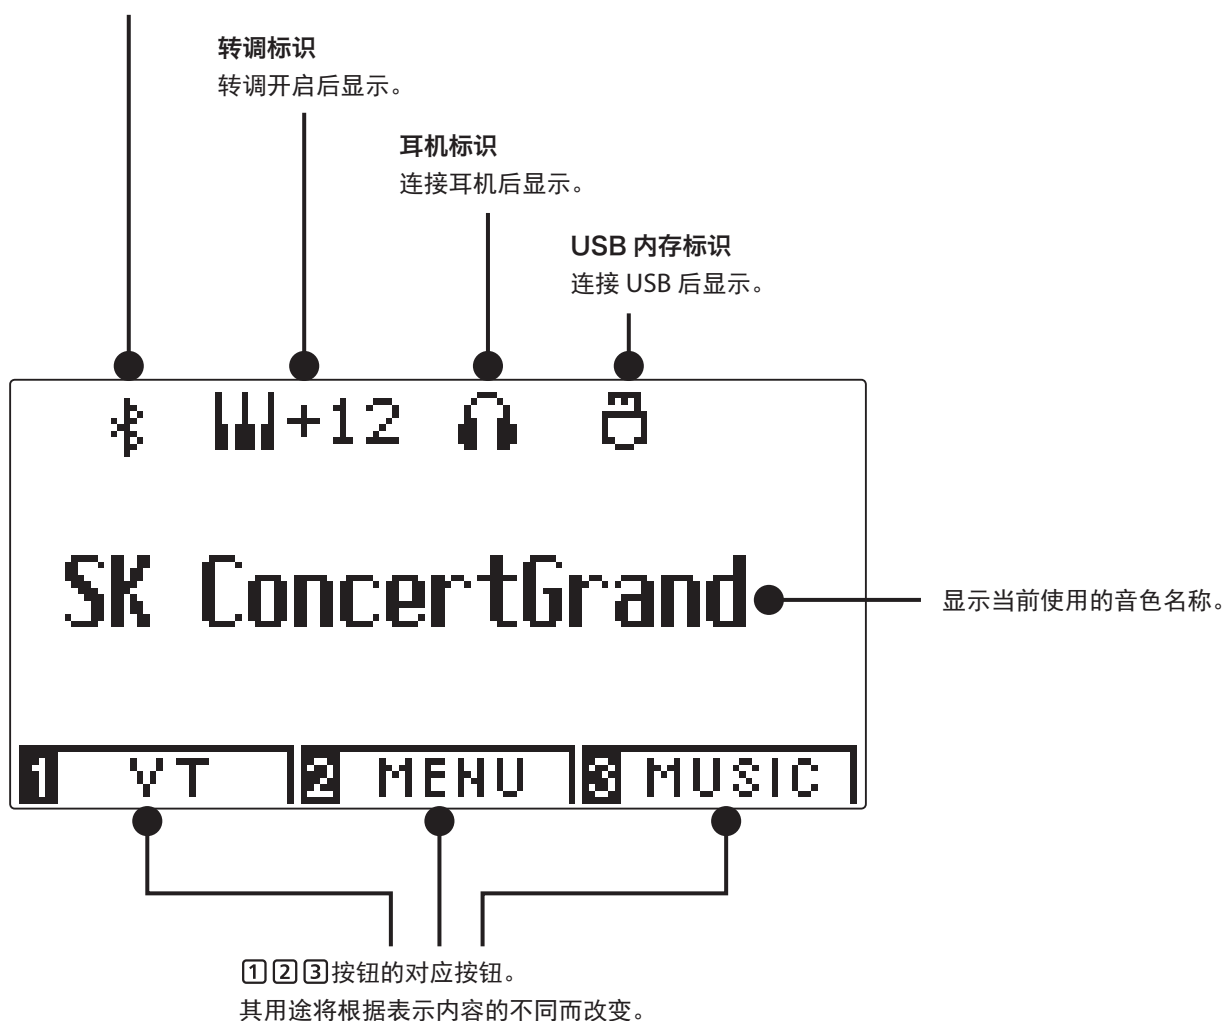 转调标识
转调开启后显示。
耳机标识
连接耳机后显示。
USB 内存标识
连接 USB 后显示。
+12
SK ConcertGrand
显示当前使用的音色名称。
1 VT 2 MENU 3 MUSIC
1 2 3 按钮的对应按钮。
其用途将根据表示内容的不同而改变。